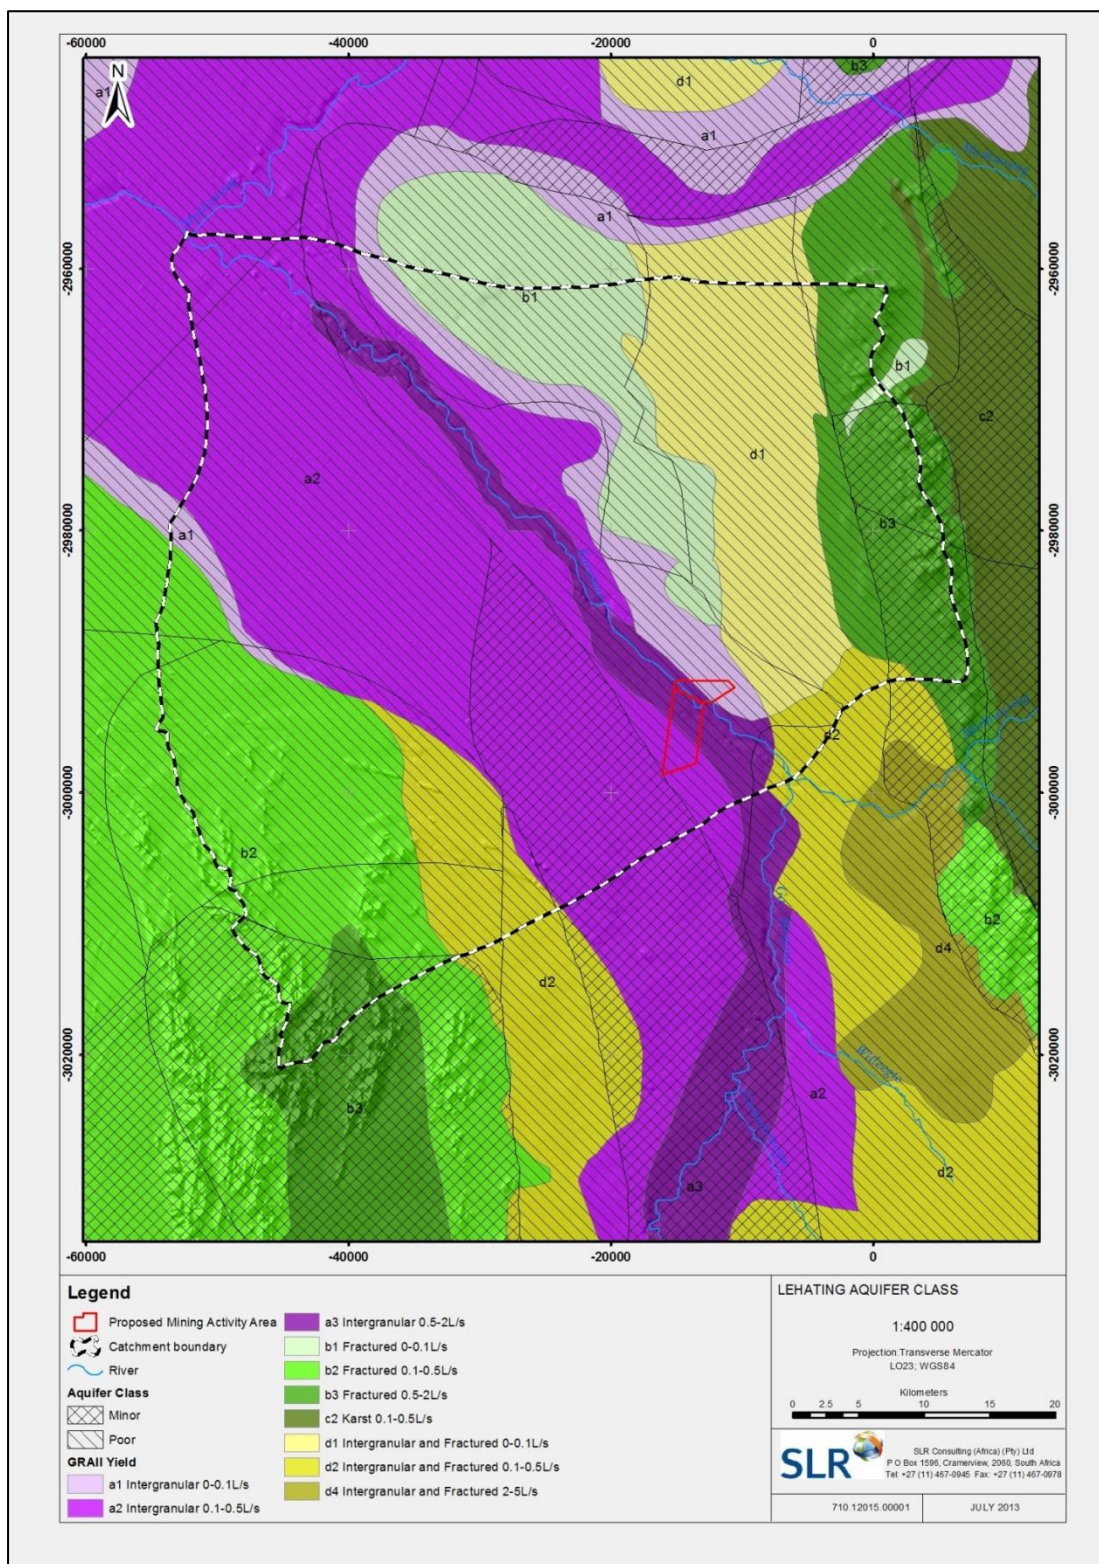 -60000 -40000 -20000 0
N
a1
d1
b3
a1
a1
-2960000
-2960000
b1
b1
c2
d1
a2
b3
-2980000
-2980000
a1
d2
-3000000
-3000000
b2
b2
d4
d2
-3020000
-3020000
a2
b3
d2
a3
-60000 -40000 -20000 0
Legend
Proposed Mining Activity Area
Catchment boundary
River
Aquifer Class
Minor
Poor
GRAII Yield
a1 Intergranular 0-0.1L/s
a2 Intergranular 0.1-0.5L/s
a3 Intergranular 0.5-2L/s
b1 Fractured 0-0.1L/s
b2 Fractured 0.1-0.5L/s
b3 Fractured 0.5-2L/s
c2 Karst 0.1-0.5L/s
d1 Intergranular and Fractured 0-0.1L/s
d2 Intergranular and Fractured 0.1-0.5L/s
d4 Intergranular and Fractured 2-5L/s
LEHATING AQUIFER CLASS
1:400 000
Projection:Transverse Mercator
LO23; WGS84
Kilometers
0 2.5 5 10 15 20
SLR
SLR Consulting (Africa) (Pty) Ltd
P O Box 1596, Cramerview, 2060, South Africa
Tel: +27 (11) 467-0945 Fax: +27 (11) 467-0978
710.12015.00001
JULY 2013